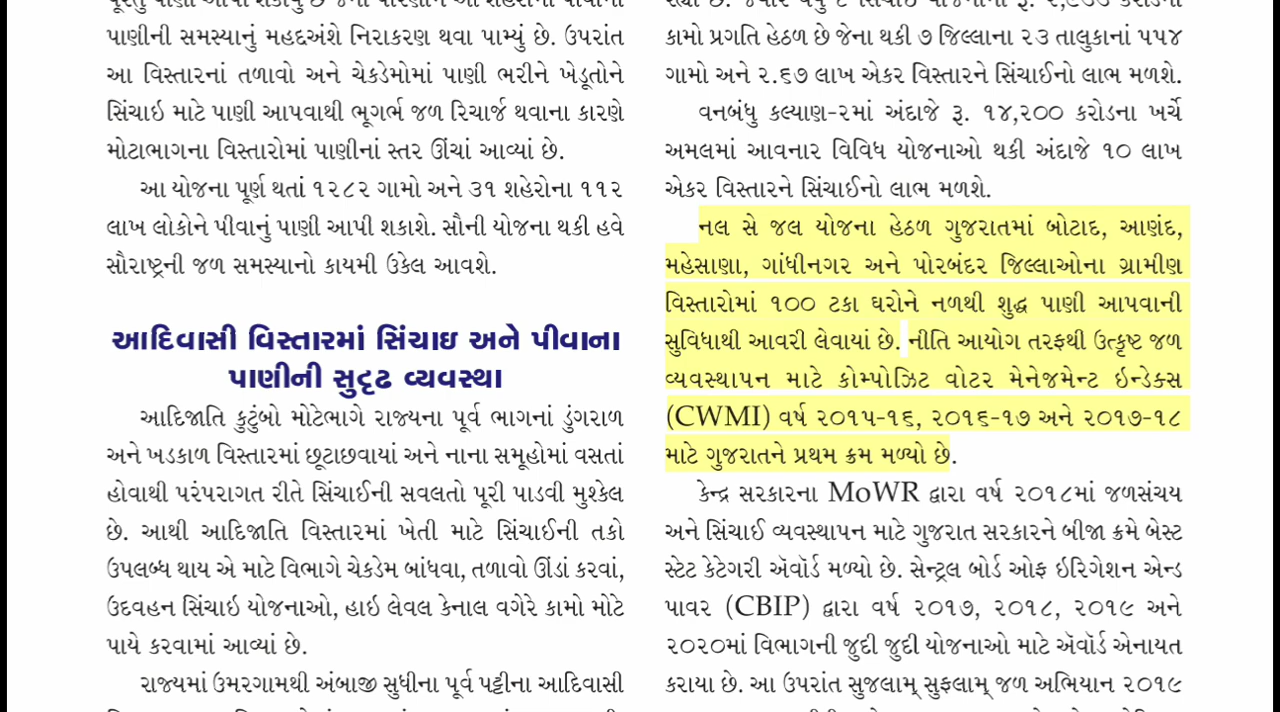 પાણીની સમસ્યાનું મહદ્દઅંશે નિરાકરણ થવા પામ્યું છે. ઉપરાંત
આ વિસ્તારનાં તળાવો અને ચેકડેમોમાં પાણી ભરીને ખેડૂતોને
સિંચાઇ માટે પાણી આપવાથી ભૂગર્ભ જળ રિચાર્જ થવાના કારણે
મોટાભાગના વિસ્તારોમાં પાણીનાં સ્તર ઊંચાં આવ્યાં છે.
આ યોજના પૂર્ણ થતાં ૧૨૮૨ ગામો અને ૩૧ શહેરોના ૧૧૨
લાખ લોકોને પીવાનું પાણી આપી શકાશે. સૌની યોજના થકી હવે
સૌરાષ્ટ્રની જળ સમસ્યાનો કાયમી ઉકેલ આવશે.
આદિવાસી વિસ્તારમાં સિંચાઇ અને પીવાના
પાણીની સુદૃઢ વ્યવસ્થા
આદિજાતિ કુટુંબો મોટેભાગે રાજ્યના પૂર્વ ભાગનાં ડુંગરાળ
અને ખડકાળ વિસ્તારમાં છૂટાછવાયાં અને નાના સમૂહોમાં વસતાં
હોવાથી પરંપરાગત રીતે સિંચાઈની સવલતો પૂરી પાડવી મુશ્કેલ
છે. આથી આદિજાતિ વિસ્તારમાં ખેતી માટે સિંચાઈની તકો
ઉપલબ્ધ થાય એ માટે વિભાગે ચેકડેમ બાંધવા, તળાવો ઊંડાં કરવાં,
ઉદવહન સિંચાઇ યોજનાઓ, હાઇ લેવલ કેનાલ વગેરે કામો મોટે
પાયે કરવામાં આવ્યાં છે.
રાજ્યમાં ઉમરગામથી અંબાજી સુધીના પૂર્વ પટ્ટીના આદિવાસી
કામો પ્રગતિ હેઠળ છે જેના થકી ૭ જિલ્લાના ૨૩ તાલુકાનાં ૫૫૪
ગામો અને ૨.૬૭ લાખ એકર વિસ્તારને સિંચાઈનો લાભ મળશે.
વનબંધુ કલ્યાણ-૨માં અંદાજે રૂ. ૧૪,૨૦૦ કરોડના ખર્ચે
અમલમાં આવનાર વિવિધ યોજનાઓ થકી અંદાજે ૧૦ લાખ
એકર વિસ્તારને સિંચાઈનો લાભ મળશે.
નલ સે જલ યોજના હેઠળ ગુજરાતમાં બોટાદ, આણંદ,
મહેસાણા, ગાંધીનગર અને પોરબંદર જિલ્લાઓના ગ્રામીણ
વિસ્તારોમાં ૧૦૦ ટકા ઘરોને નળથી શુદ્ધ પાણી આપવાની
સુવિધાથી આવરી લેવાયાં છે. નીતિ આયોગ તરફથી ઉત્કૃષ્ટ જળ
વ્યવસ્થાપન માટે કોમ્પોઝિટ વોટર મેનેજમેન્ટ ઇન્ડેક્સ
(CWMI) વર્ષ ૨૦૧૫-૧૬, ૨૦૧૬-૧૭ અને ૨૦૧૭-૧૮
માટે ગુજરાતને પ્રથમ ક્રમ મળ્યો છે.
કેન્દ્ર સરકારના MoWR દ્વારા વર્ષ ૨૦૧૮માં જળસંચય
અને સિંચાઈ વ્યવસ્થાપન માટે ગુજરાત સરકારને બીજા ક્રમે બેસ્ટ
સ્ટેટ કેટેગરી ઍવૉર્ડ મળ્યો છે. સેન્ટ્રલ બોર્ડ ઓફ ઇરિગેશન એન્ડ
પાવર (CBIP) દ્વારા વર્ષ ૨૦૧૭, ૨૦૧૮, ૨૦૧૯ અને
૨૦૨૦માં વિભાગની જુદી જુદી યોજનાઓ માટે ઍવૉર્ડ એનાયત
કરાયા છે. આ ઉપરાંત સુજલામ્ સુફલામ્ જળ અભિયાન ૨૦૧૯